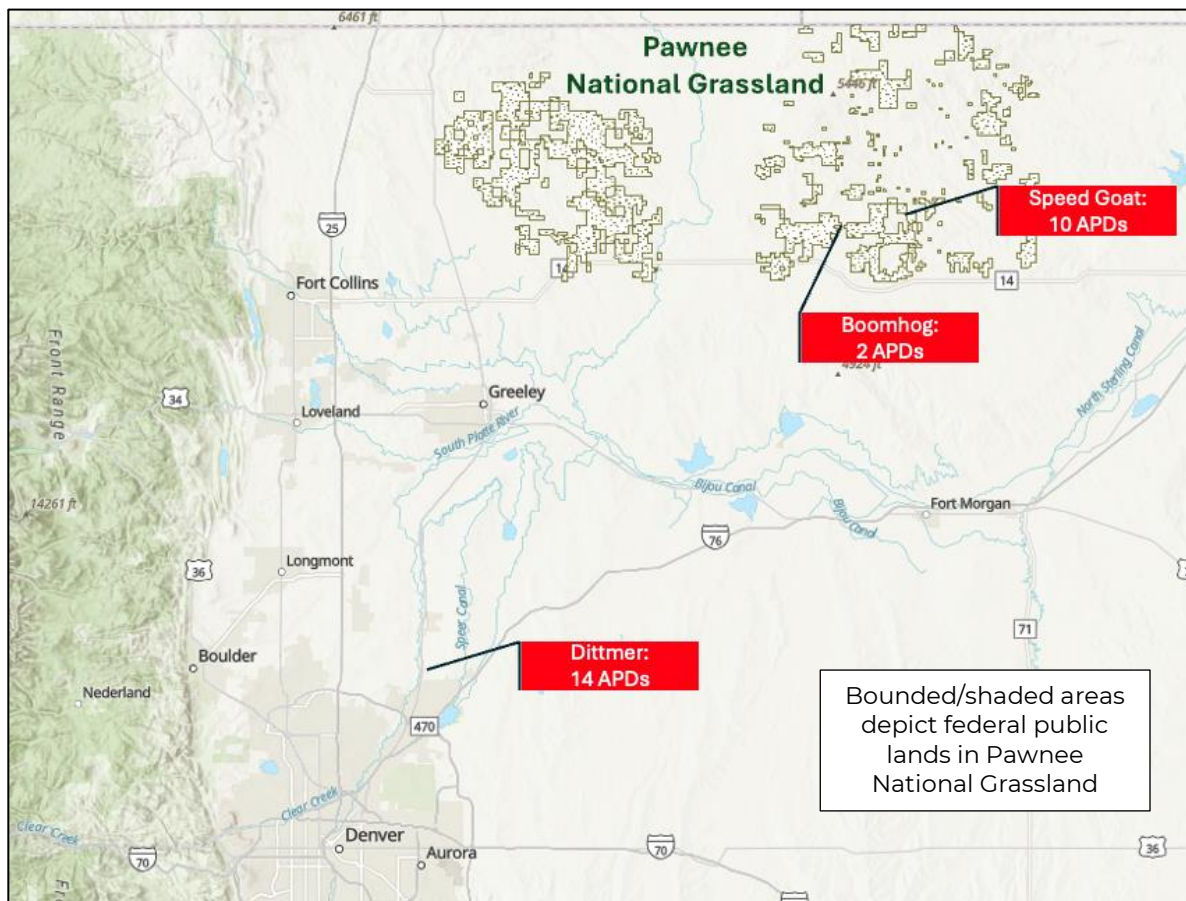 6461 ft
Pawnee
National Grassland
5446 ft
Speed Goat:
10 APDs
25
14
14
Fort Collins
Boomhog:
2 APDs
4924 ft
Front Range
34
Loveland
Greeley
South Platte River
North Sterling Canal
14261 ft
Bijou Canal
Bijou Canal
Fort Morgan
76
Longmont
36
Speer Canal
71
Boulder
Dittmer:
14 APDs
Nederland
470
Bounded/shaded areas
depict federal public
lands in Pawnee
National Grassland
Clear Creek
Clear Creek
Denver
Aurora
70
70
36